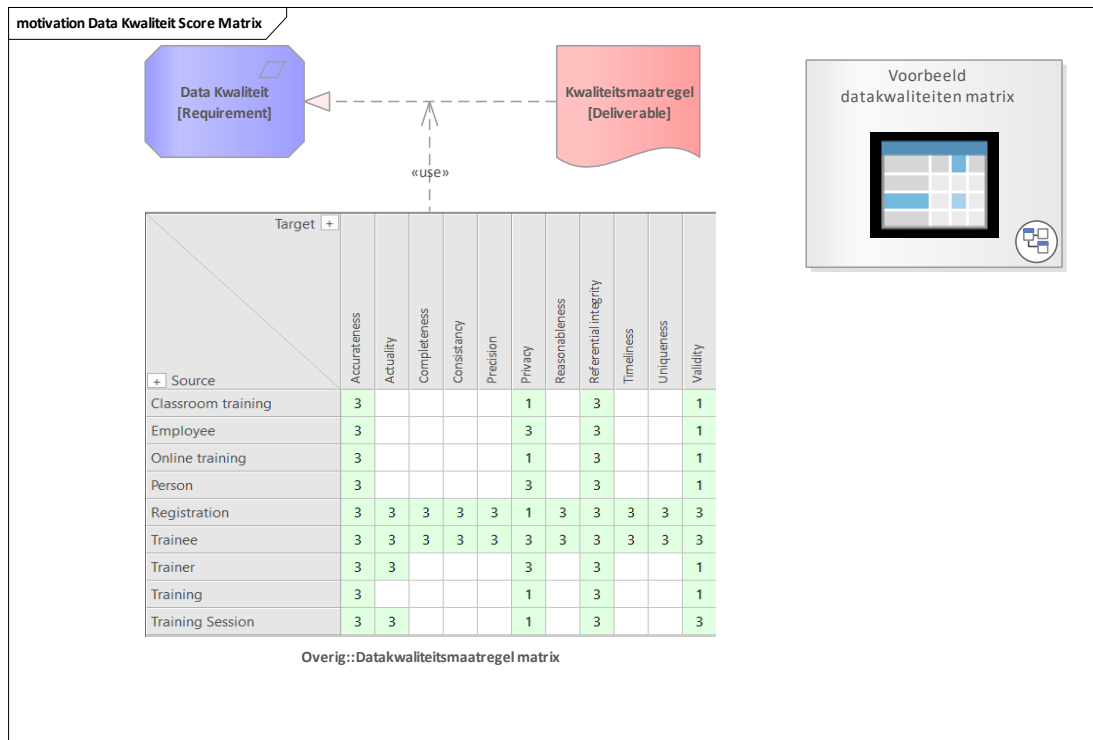 motivation Data Kwaliteit Score Matrix
Data Kwaliteit
[Requirement]
Kwaliteitsmaatregel
[Deliverable]
Voorbeeld
datakwaliteiten matrix
«use»
Target +
+ Source
Accurateness
Actuality
Completeness
Consistancy
Precision
Privacy
Reasonableness
Referential integrity
Timeliness
Uniqueness
Validity
Classroom training 3 1 3 1
Employee 3 3 3 1
Online training 3 1 3 1
Person 3 3 3 1
Registration 3 3 3 3 3 1 3 3 3 3 3
Trainee 3 3 3 3 3 3 3 3 3 3 3
Trainer 3 3 3 3 1
Training 3 1 3 1
Training Session 3 3 1 3 3
Overig::Datakwaliteitsmaatregel matrix